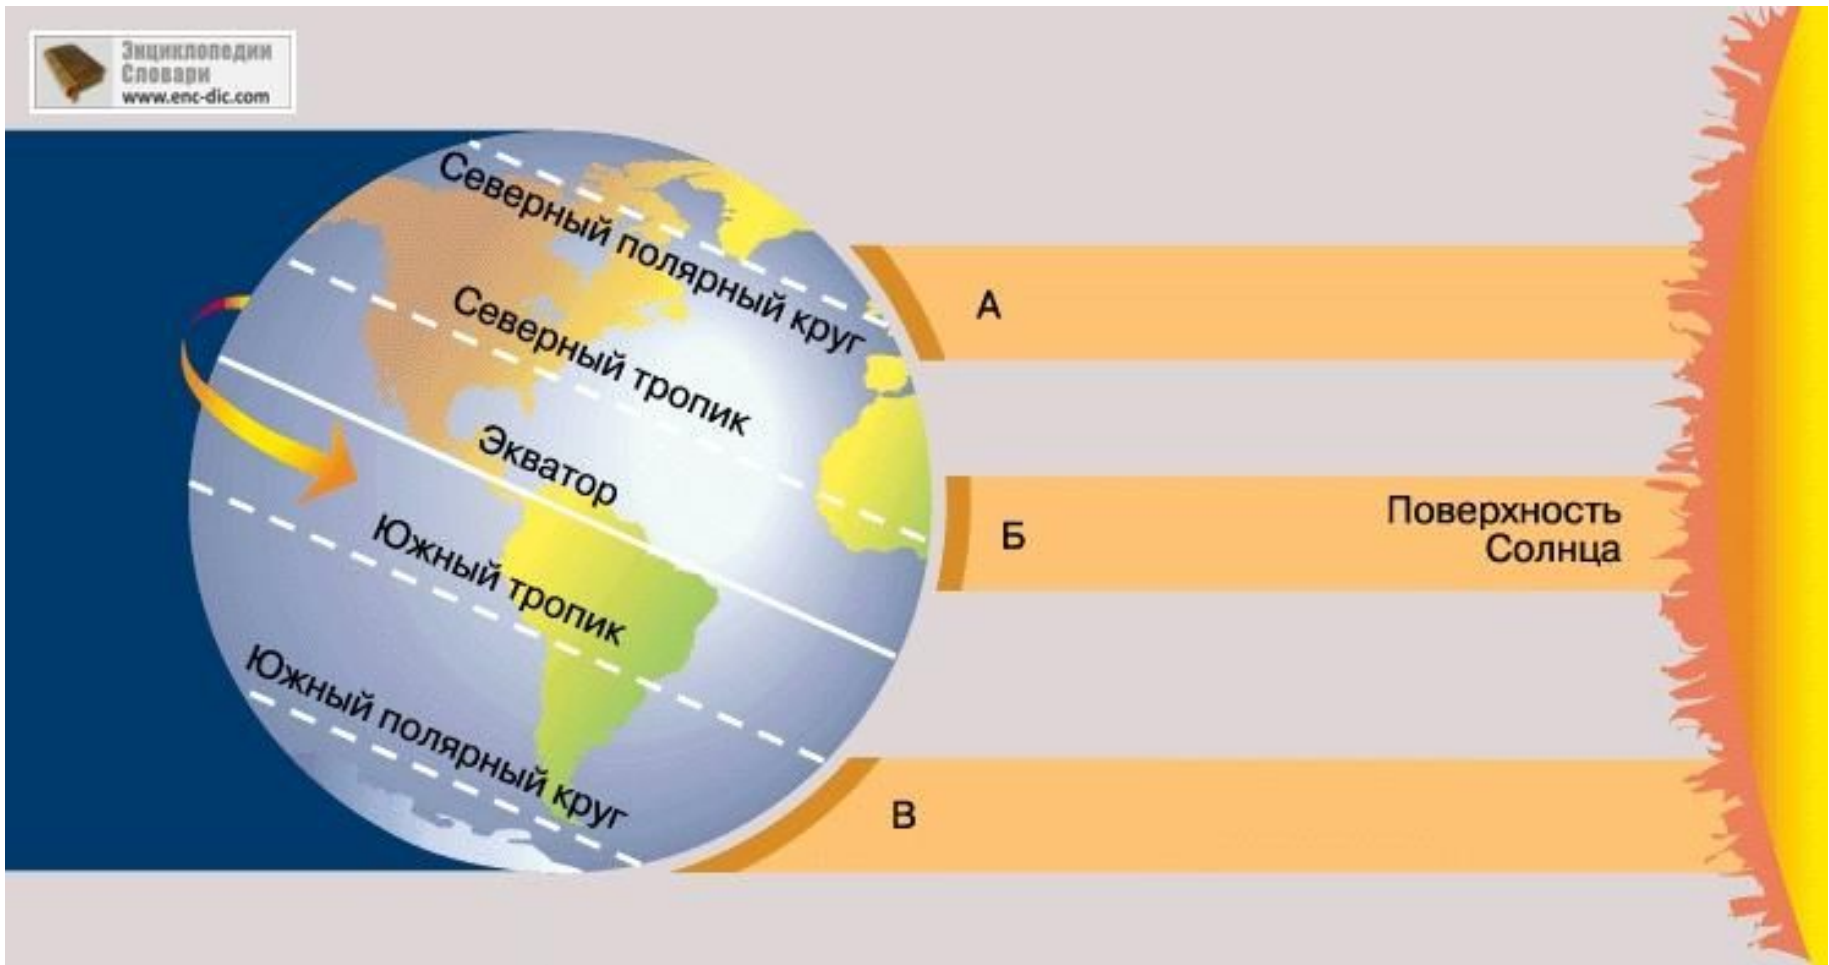 Энциклопедии
Словари
www.enc-dic.com
Северный полярный круг
Северный тропик
Экватор
Южный тропик
Южный полярный круг
А
Б
Поверхность
Солнца
В